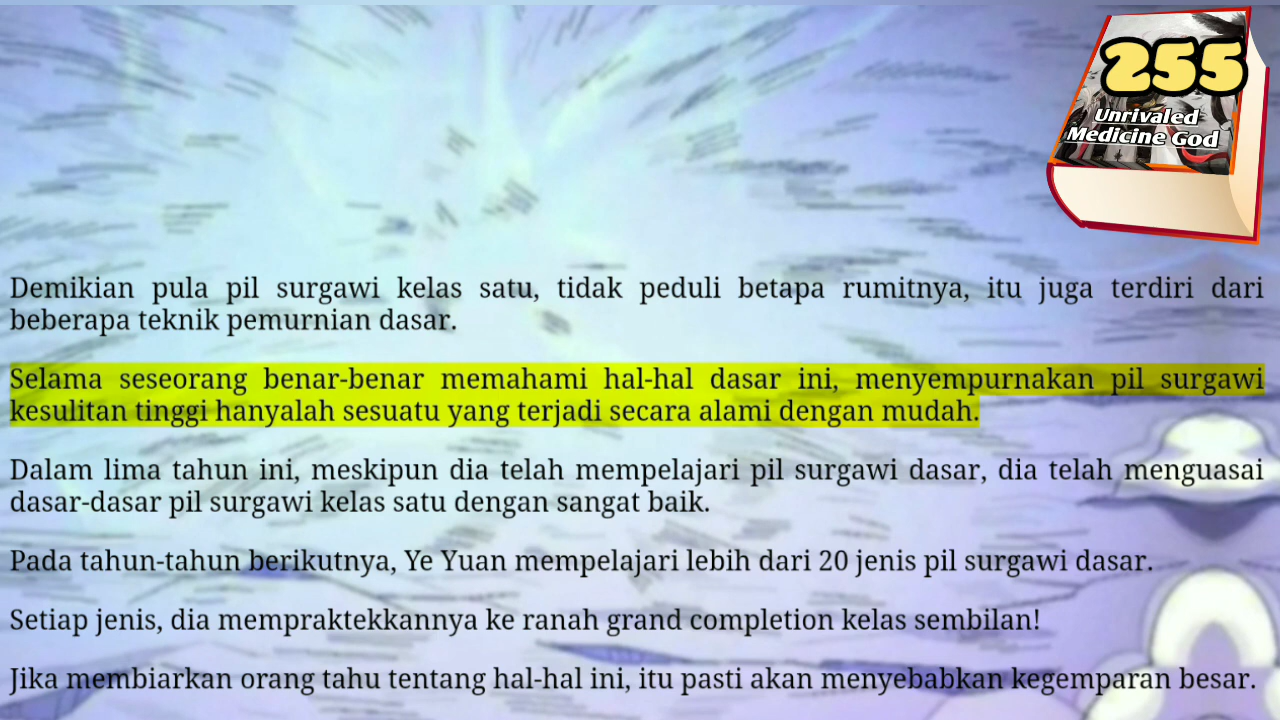 255
Unrivaled
Medicine God
Demikian pula pil surgawi kelas satu, tidak peduli betapa rumitnya, itu juga terdiri dari
beberapa teknik pemurnian dasar.
Selama seseorang benar-benar memahami hal-hal dasar ini, menyempurnakan pil surgawi
kesulitan tinggi hanyalah sesuatu yang terjadi secara alami dengan mudah.
Dalam lima tahun ini, meskipun dia telah mempelajari pil surgawi dasar, dia telah menguasai
dasar-dasar pil surgawi kelas satu dengan sangat baik.
Pada tahun-tahun berikutnya, Ye Yuan mempelajari lebih dari 20 jenis pil surgawi dasar.
Setiap jenis, dia mempraktekkannya ke ranah grand completion kelas sembilan!
Jika membiarkan orang tahu tentang hal-hal ini, itu pasti akan menyebabkan kegemparan besar.